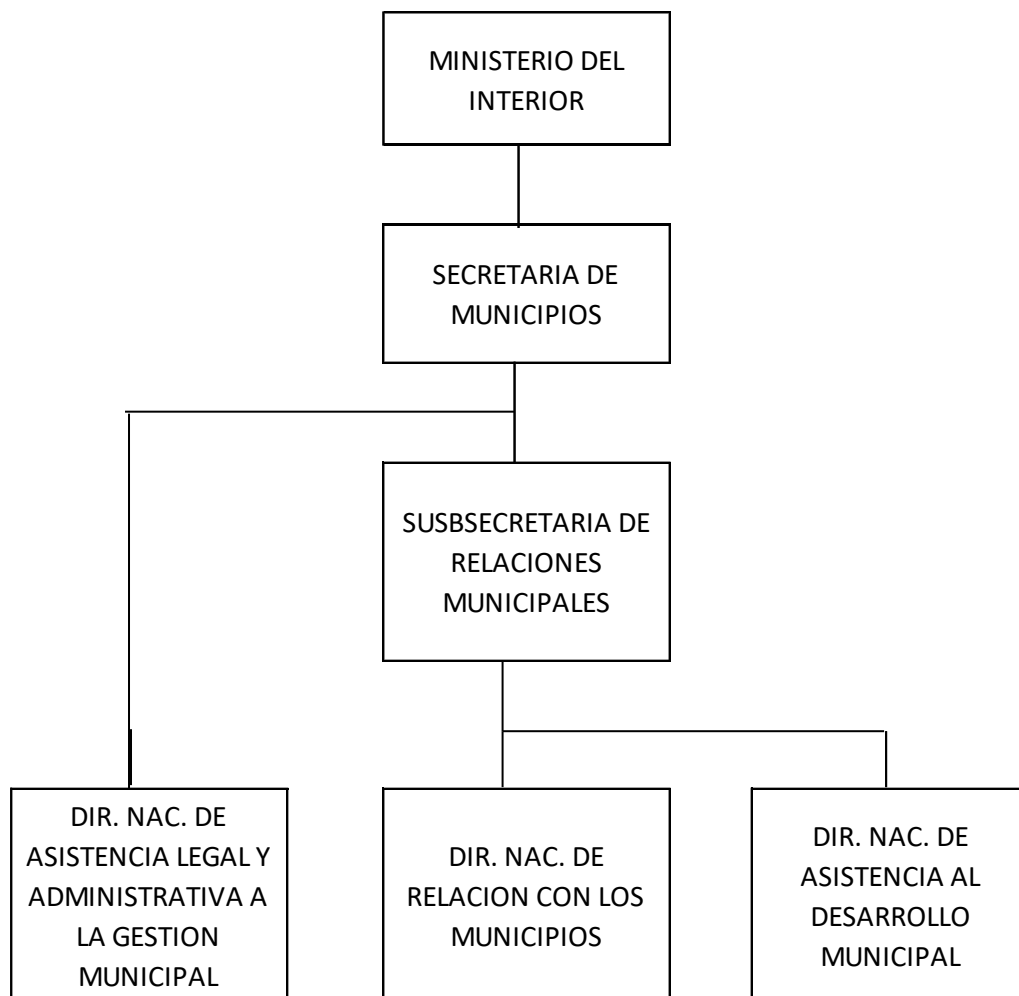 MINISTERIO DEL
INTERIOR
SECRETARIA DE
MUNICIPIOS
SUSBSECRETARIA DE
RELACIONES
MUNICIPALES
DIR. NAC. DE
ASISTENCIA LEGAL Y
ADMINISTRATIVA A
LA GESTION
MUNICIPAL
DIR. NAC. DE
RELACION CON LOS
MUNICIPIOS
DIR. NAC. DE
ASISTENCIA AL
DESARROLLO
MUNICIPAL